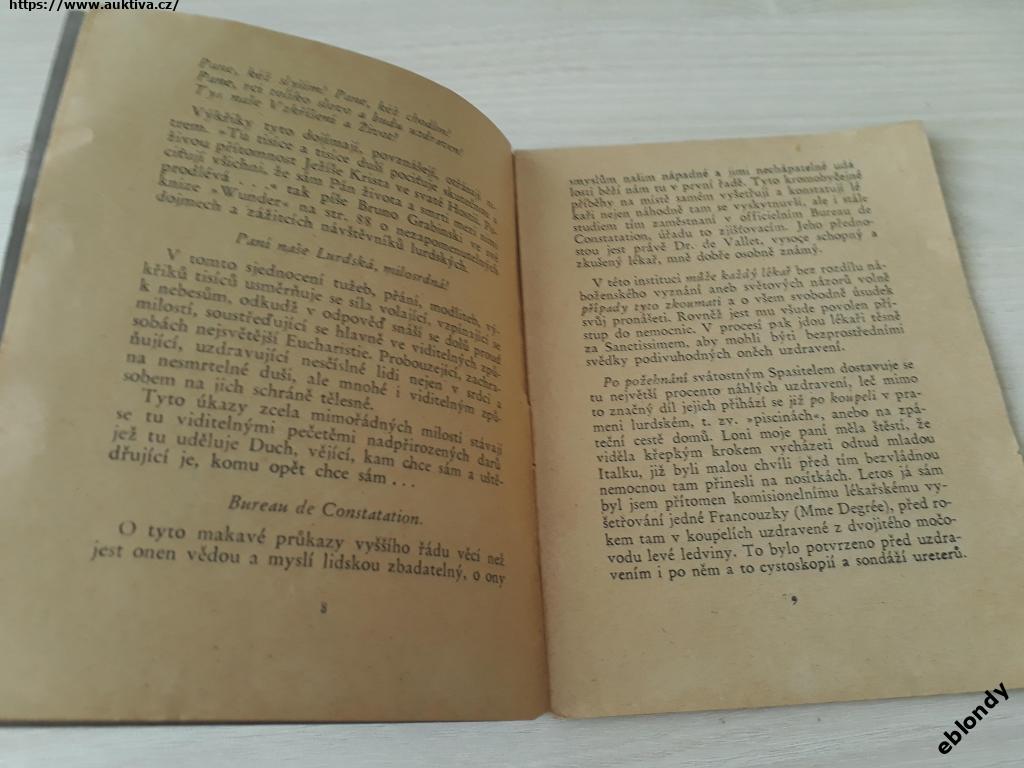 https://www.auktiva.cz/
Pane, kéž slyším! Pane, kéž chodím!
Pane, rci toliko slovo a budu uzdraven!
Tys naše Vzkříšení a Život!
Výkřiky tyto dojímají, povznášejí, otřásají ni-
trem. »Tu tisíce a tisíce duší pociťuje skutečnou a
živou přítomnost Ježíše Krista ve svaté Hostii. Po-
ciťují všichni, že sám Pán života a smrti mezi nimi
prodlévá . . .« tak píše Bruno Grabinski ve své
knize »Wunder« na str. 88 o nezapomenutelných
dojmech a zážitcích návštěvníků lurdských.
Paní naše Lurdská, milosrdná!
V tomto sjednocení tužeb, přání, modliteb, vý-
křiků tisíců usměrňuje se síla volající, vzpínající se
k nebesům, odkudž v odpověď snáší se dolů proud
milostí, soustřeďující se hlavně ve viditelných způ-
sobách nejsvětější Eucharistie. Probouzející, zachra-
ňující, uzdravující nesčíslné lidi nejen v srdci a
na nesmrtelné duši, ale mnohé i viditelným způ-
sobem na jich schráně tělesné.
Tyto úkazy zcela mimořádných milostí stávají
se tu viditelnými pečetěmi nadpřirozených darů
jež tu uděluje Duch, vějící, kam chce sám a uště-
dřující je, komu opět chce sám . . .
Bureau de Constatation.
O tyto makavé průkazy vyššího řádu věcí než
jest onen vědou a myslí lidskou zbadatelný, o ony
8
smyslům našim nápadné a jimi nechápatelné udá
losti běží nám tu v první řadě. Tyto kromobyčejné
příběhy na místě samém vyšetřují a konstatují lé
kaři nejen náhodně tam se vyskytnuvší, ale i stále
studiem tím zaměstnaní v officielním Bureau de
Constatation, úřadu to zjišťovacím. Jeho předno-
stou jest právě Dr. de Vallet, vysoce schopný a
zkušený lékař, mně dobře osobně známý.
V této instituci může každý lékař bez rozdílu ná-
boženského vyznání aneb světových názorů volně
případy tyto zkoumati a o všem svobodně úsudek
svůj pronášeti. Rovněž jest mu všude povolen pří-
stup do nemocnic. V procesí pak jdou lékaři těsně
za Sanctissimem, aby mohli býti bezprostředními
svědky podivuhodných oněch uzdravení.
Po požehnání svátostným Spasitelem dostavuje se
tu největší procento náhlých uzdravení, leč mimo
to značný díl jejich přihází se již po koupeli v pra-
meni lurdském, t. zv. »piscinách«, anebo na zpá-
teční cestě domů. Loni moje paní měla štěstí, že
viděla křepkým krokem vycházeti odtud mladou
Italku, již byli malou chvíli před tím bezvládnou
nemocnou tam přinesli na nosítkách. Letos já sám
byl jsem přítomen komisionelnímu lékařskému vy-
šetřování jedné Francouzky (Mme Degrée), před ro-
kem tam v koupelích uzdravené z dvojitého močo-
vodu levé ledviny. To bylo potvrzeno před uzdra-
vením i po něm a to cystoskopií a sondáží ureterů.
9
eblondy